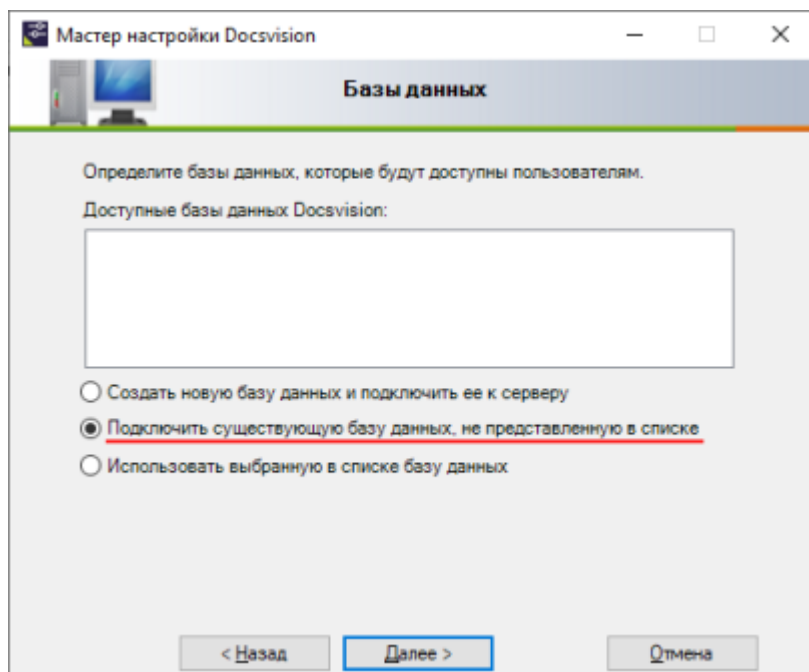 Мастер настройки Docsvision
Базы данных
Определите базы данных, которые будут доступны пользователям.
Доступные базы данных Docsvision:
Создать новую базу данных и подключить ее к серверу
Подключить существующую базу данных, не представленную в списке
Использовать выбранную в списке базу данных
< Назад
Далее >
Отмена